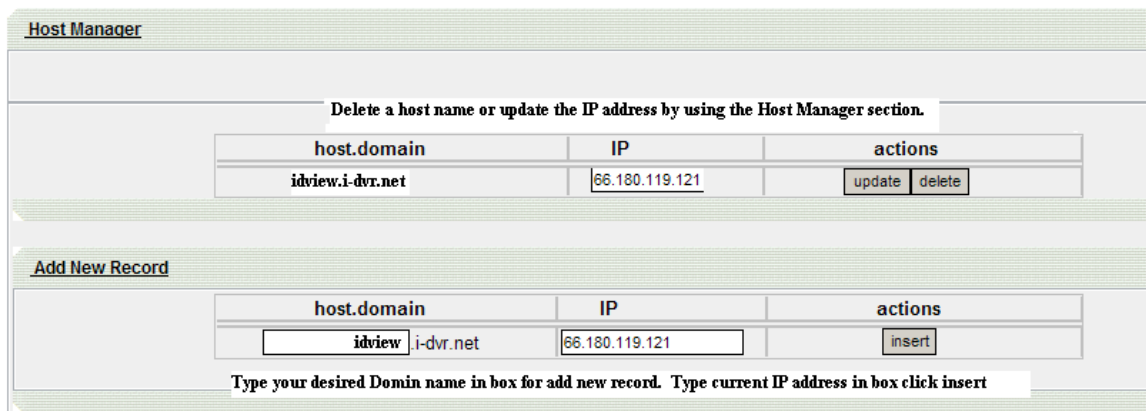 Host Manager
Delete a host name or update the IP address by using the Host Manager section.
host.domain IP actions
idview.i-dvr.net 66.180.119.121 update delete
Add New Record
host.domain IP actions
idview .i-dvr.net 66.180.119.121 insert
Type your desired Domin name in box for add new record. Type current IP address in box click insert